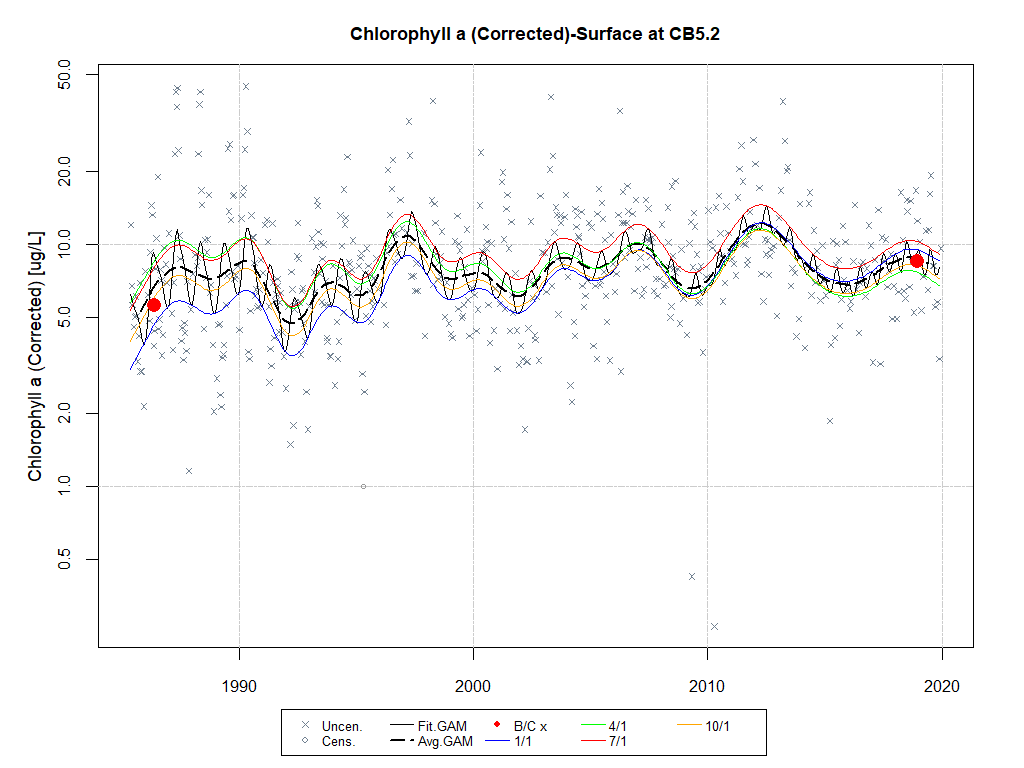 Chlorophyll a (Corrected)-Surface at CB5.2
Chlorophyll a (Corrected) [ug/L]
50.0
20.0
10.0
5.0
2.0
1.0
0.5
1990 2000 2010 2020
Uncen. Fit.GAM B/C x 4/1 10/1
Cens. Avg.GAM 1/1 7/1